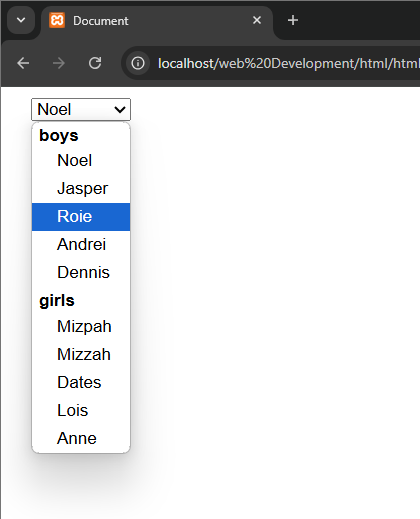 Document
localhost/web%20Development/html/html
Noel
boys
Noel
Jasper
Roie
Andrei
Dennis
girls
Mizpah
Mizzah
Dates
Lois
Anne